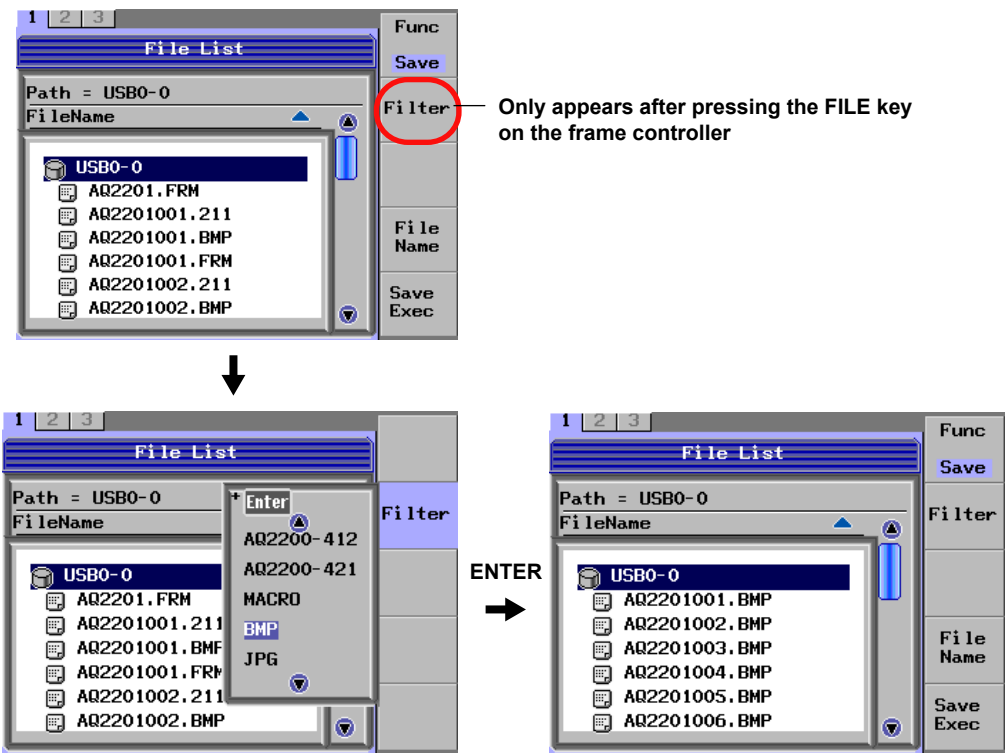 1 2 3
File List
Path = USB0-0
FileName
USB0-0
AQ2201.FRM
AQ2201001.211
AQ2201001.BMP
AQ2201001.FRM
AQ2201002.211
AQ2201002.BMP
Func
Save
Filter
File
Name
Save
Exec
Only appears after pressing the FILE key
on the frame controller
1 2 3
File List
Path = USB0-0
FileName
USB0-0
AQ2201.FRM
AQ2201001.211
AQ2201001.BMP
AQ2201001.FRM
AQ2201002.211
AQ2201002.BMP
Enter
AQ2200-412
AQ2200-421
MACRO
BMP
JPG
Filter
ENTER
1 2 3
File List
Path = USB0-0
FileName
USB0-0
AQ2201001.BMP
AQ2201002.BMP
AQ2201003.BMP
AQ2201004.BMP
AQ2201005.BMP
AQ2201006.BMP
Func
Save
Filter
File
Name
Save
Exec